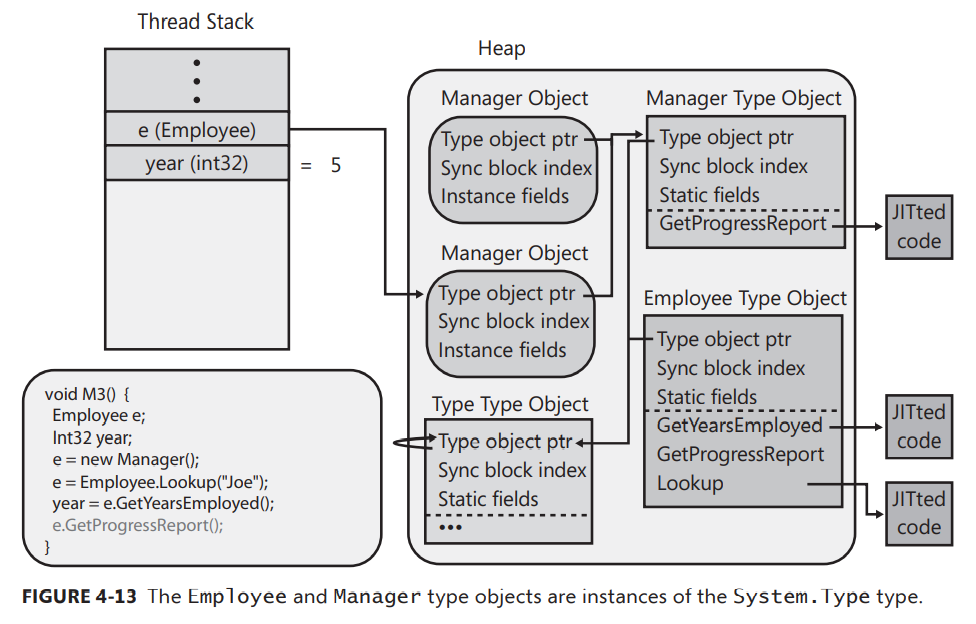 Thread Stack
e (Employee)
year (int32)
= 5
Heap
Manager Object
Type object ptr
Sync block index
Instance fields
Manager Type Object
Type object ptr
Sync block index
Static fields
GetProgressReport
JITted
code
Manager Object
Type object ptr
Sync block index
Instance fields
Employee Type Object
Type object ptr
Sync block index
Static fields
GetYearsEmployed
GetProgressReport
Lookup
JITted
code
JITted
code
Type Type Object
Type object ptr
Sync block index
Static fields
•••
void M3() {
Employee e;
Int32 year;
e = new Manager();
e = Employee.Lookup("Joe");
year = e.GetYearsEmployed();
e.GetProgressReport();
}
FIGURE 4-13 The Employee and Manager type objects are instances of the System.Type type.